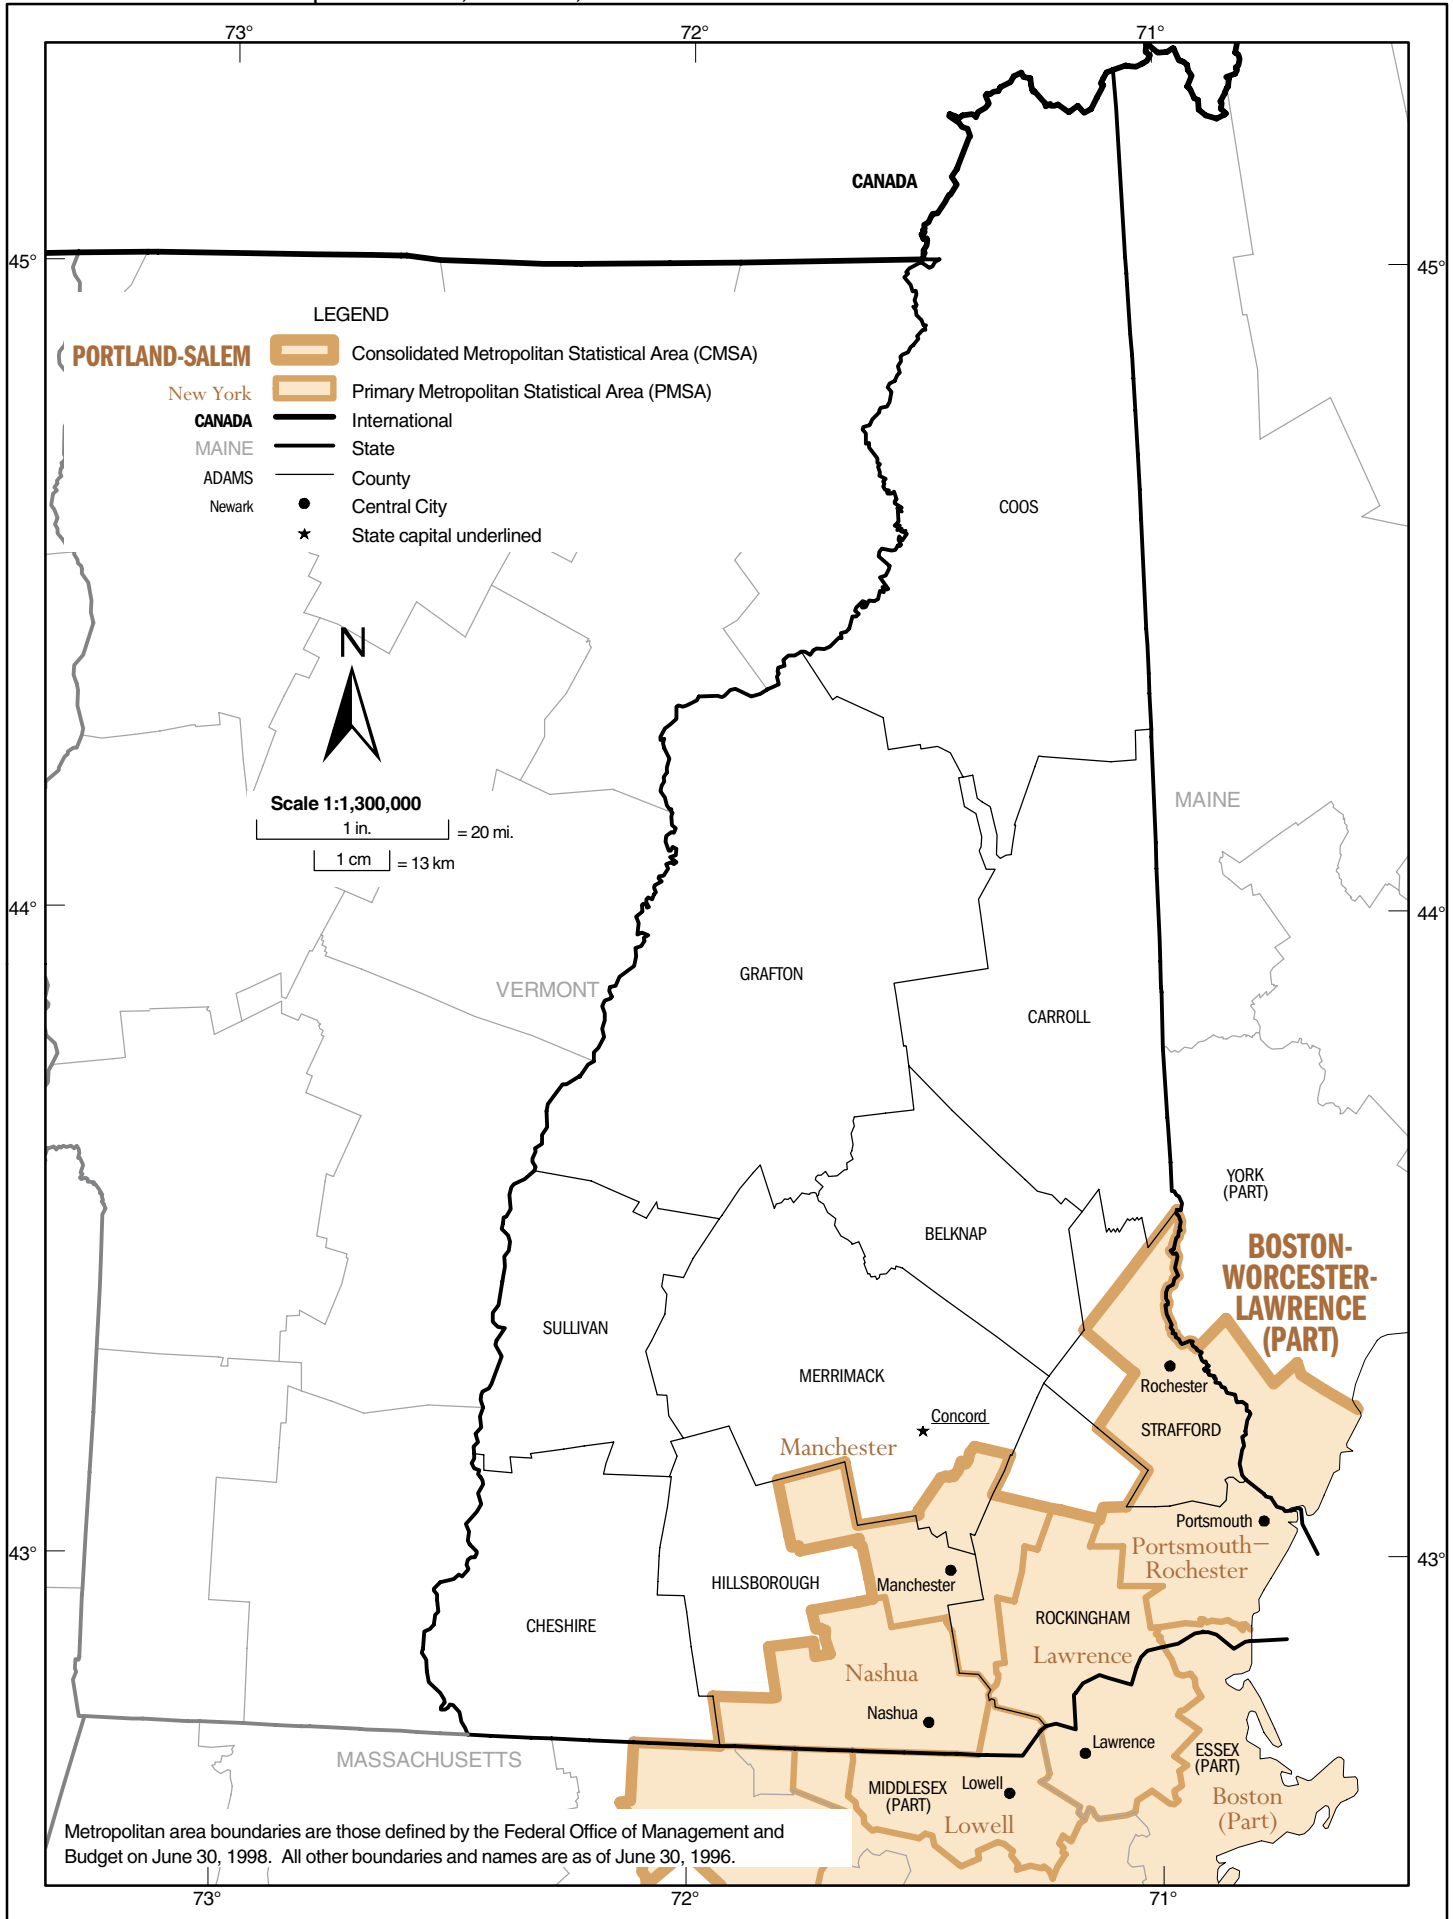 73°
72°
71°
CANADA
45°
45°
LEGEND
PORTLAND-SALEM
Consolidated Metropolitan Statistical Area (CMSA)
New York
Primary Metropolitan Statistical Area (PMSA)
CANADA
International
MAINE
State
ADAMS
County
Newark
Central City
State capital underlined
COOS
N
Scale 1:1,300,000
1 in.
= 20 mi.
1 cm
= 13 km
MAINE
44°
44°
GRAFTON
VERMONT
CARROLL
YORK
(PART)
BELKNAP
BOSTON-
WORCESTER-
LAWRENCE
(PART)
SULLIVAN
MERRIMACK
Rochester
Concord
STRAFFORD
Manchester
Portsmouth
43°
43°
Portsmouth–
Rochester
HILLSBOROUGH
Manchester
CHESHIRE
ROCKINGHAM
Lawrence
Nashua
Nashua
Lawrence
MASSACHUSETTS
ESSEX
(PART)
MIDDLESEX
(PART)
Lowell
Boston
(Part)
Lowell
Metropolitan area boundaries are those defined by the Federal Office of Management and
Budget on June 30, 1998. All other boundaries and names are as of June 30, 1996.
73°
72°
71°